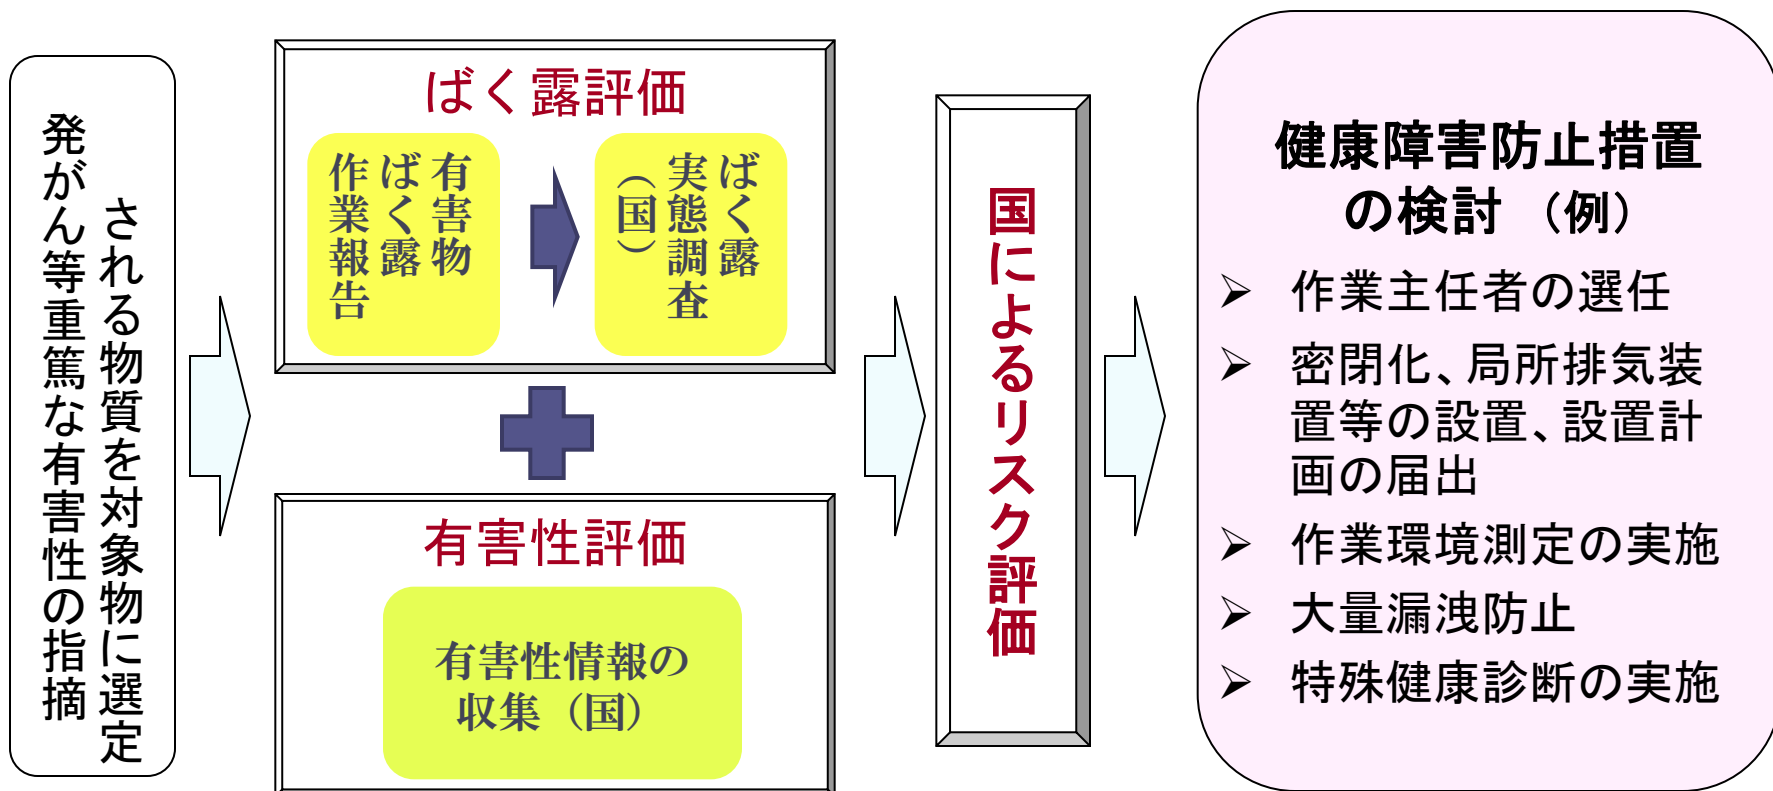 発がん等重篤な有害性の指摘
される物質を対象物に選定
ばく露評価
有害物
ばく露
作業報告
ばく露
実態調査
（国）
有害性評価
有害性情報の
収集（国）
国によるリスク評価
健康障害防止措置
の検討 （例）
➢ 作業主任者の選任
➢ 密閉化、局所排気装
置等の設置、設置計
画の届出
➢ 作業環境測定の実施
➢ 大量漏洩防止
➢ 特殊健康診断の実施